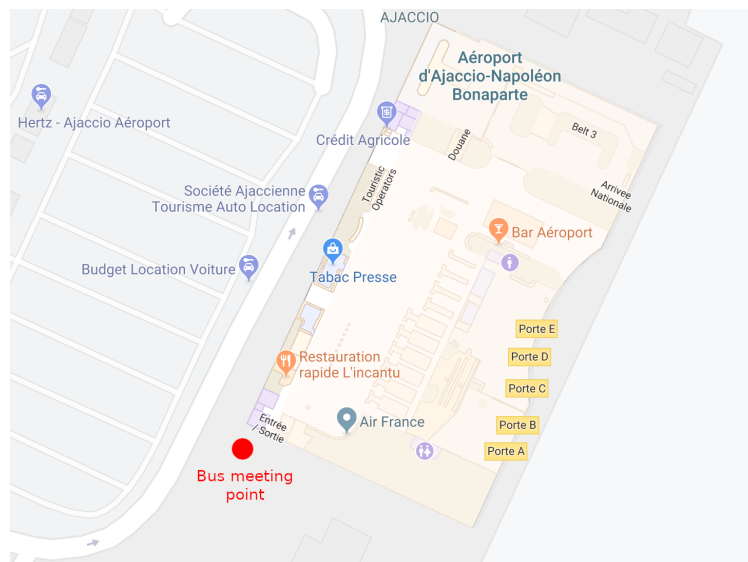 AJACCIO
Aéroport
d'Ajaccio-Napoléon
Bonaparte
Hertz - Ajaccio Aéroport
Crédit Agricole
Douane
Belt 3
Touristic
Operators
Arrivee
Nationale
Société Ajaccienne
Tourisme Auto Location
Bar Aéroport
Budget Location Voiture
Tabac Presse
Porte E
Porte D
Restauration
rapide L'incantu
Porte C
Entrée
/ Sortie
Air France
Porte B
Porte A
Bus meeting
point